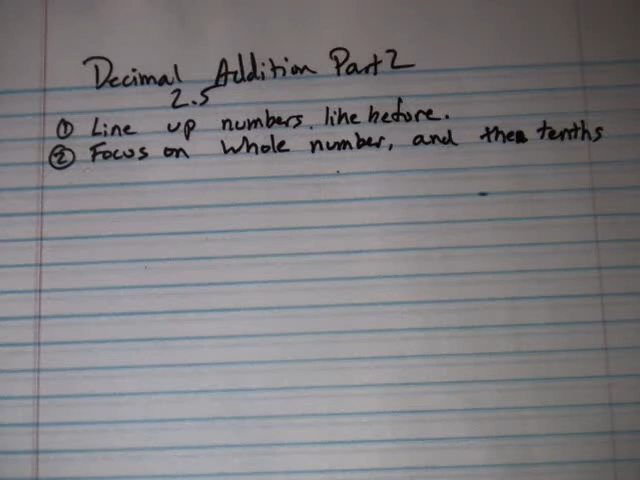 Decimal Addition Part 2
2.5
① Line up numbers like before.
② Focus on whole number, and the tenths